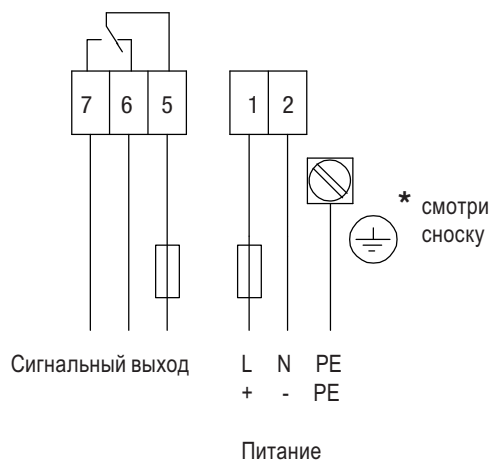 7 6 5 1 2
* смотри
сноску
Сигнальный выход L N PE
+ - PE
Питание